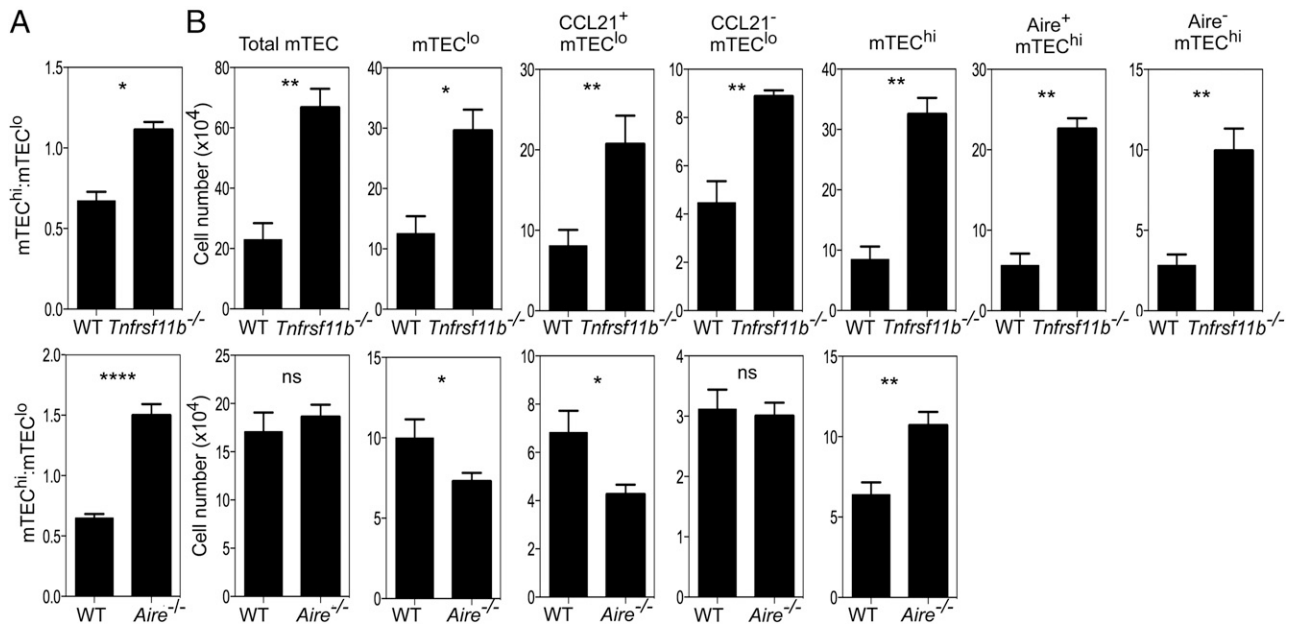 A
mTEC^hi:mTEC^lo
1.5
1.0
0.5
0.0
*
WT Tnfrsf11b-/-
B
Cell number (x10^4)
Total mTEC
80
60
40
20
0
**
WT Tnfrsf11b-/-
mTEC^lo
40
30
20
10
0
*
WT Tnfrsf11b-/-
CCL21+
mTEC^lo
30
20
10
0
**
WT Tnfrsf11b-/-
CCL21-
mTEC^lo
10
8
6
4
2
0
**
WT Tnfrsf11b-/-
mTEC^hi
40
30
20
10
0
**
WT Tnfrsf11b-/-
Aire+
mTEC^hi
30
20
10
0
**
WT Tnfrsf11b-/-
Aire-
mTEC^hi
15
10
5
0
**
WT Tnfrsf11b-/-
mTEC^hi:mTEC^lo
2.0
1.5
1.0
0.5
0.0
****
WT Aire-/-
Cell number (x10^4)
25
20
15
10
5
0
ns
WT Aire-/-
15
10
5
0
*
WT Aire-/-
10
8
6
4
2
0
*
WT Aire-/-
4
3
2
1
0
ns
WT Aire-/-
15
10
5
0
**
WT Aire-/-